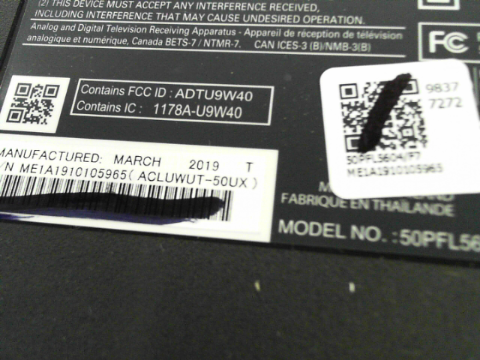 (2) THIS DEVICE MUST ACCEPT ANY INTERFERENCE RECEIVED,
INCLUDING INTERFERENCE THAT MAY CAUSE UNDESIRED OPERATION.
Analog and Digital Television Receiving Apparatus - Appareil de réception de télévision
analogique et numérique, Canada BETS-7 / NTMR-7. CAN ICES-3 (B)/NMB-3(B)
FC
Contains FCC ID : ADTU9W40
Contains IC : 1178A-U9W40
9837
7272
50PFL5604/F7
ME1A1910105965
MANUFACTURED: MARCH 2019 T
/N ME1A1910105965( ACLUWUT-50UX )
FABRIQUE EN THAÏLANDE
MODEL NO. : 50PFL56